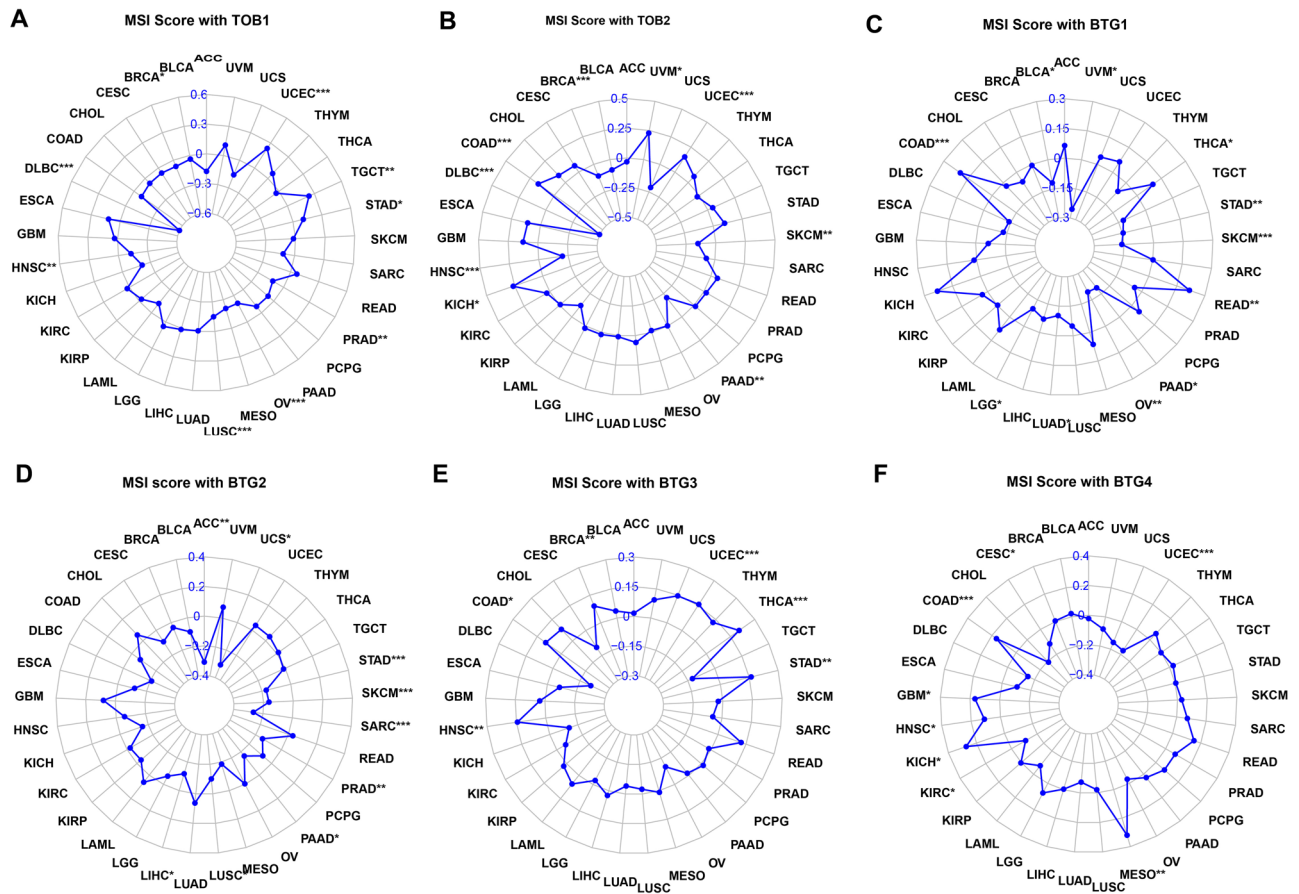 A
MSI Score with TOB1
ACC
UVM
UCS
UCEC***
THYM
THCA
TGCT**
STAD*
SKCM
SARC
READ
PRAD**
PCPG
PAAD
OV***
MESO
LUSC***
LUAD
LIHC
LGG
LAML
KIRP
KIRC
KICH
HNSC**
GBM
ESCA
DLBC***
COAD
CHOL
CESC
BRCA*
BLCA
0.6
0.3
0
−0.3
−0.6
B
MSI Score with TOB2
ACC
UVM*
UCS
UCEC***
THYM
THCA
TGCT
STAD
SKCM**
SARC
READ
PRAD
PCPG
PAAD**
OV
MESO
LUSC
LUAD
LIHC
LGG
LAML
KIRP
KIRC
KICH*
HNSC***
GBM
ESCA
DLBC***
COAD***
CHOL
CESC
BRCA***
BLCA
0.5
0.25
0
−0.25
−0.5
C
MSI Score with BTG1
ACC
UVM*
UCS
UCEC
THYM
THCA*
TGCT
STAD**
SKCM***
SARC
READ**
PRAD
PCPG
PAAD*
OV**
MESO
LUSC
LUAD*
LIHC
LGG*
LAML
KIRP
KIRC
KICH
HNSC
GBM
ESCA
DLBC
COAD***
CHOL
CESC
BRCA
BLCA*
0.3
0.15
0
−0.15
−0.3
D
MSI score with BTG2
ACC**
UVM
UCS*
UCEC
THYM
THCA
TGCT
STAD***
SKCM***
SARC***
READ
PRAD**
PCPG
PAAD*
OV
MESO
LUSC*
LUAD
LIHC*
LGG
LAML
KIRP
KIRC
KICH
HNSC
GBM
ESCA
DLBC
COAD
CHOL
CESC
BRCA
BLCA
0.4
0.2
0
−0.2
−0.4
E
MSI Score with BTG3
ACC
UVM
UCS
UCEC***
THYM
THCA***
TGCT
STAD**
SKCM
SARC
READ
PRAD
PCPG
PAAD
OV
MESO
LUSC
LUAD
LIHC
LGG
LAML
KIRP
KIRC
KICH
HNSC**
GBM
ESCA
DLBC
COAD*
CHOL
CESC
BRCA**
BLCA
0.3
0.15
0
−0.15
−0.3
F
MSI Score with BTG4
ACC
UVM
UCS
UCEC***
THYM
THCA
TGCT
STAD
SKCM
SARC
READ
PRAD
PCPG
PAAD
OV
MESO**
LUSC
LUAD
LIHC
LGG
LAML
KIRP
KIRC*
KICH*
HNSC*
GBM*
ESCA
DLBC
COAD***
CHOL
CESC*
BRCA
BLCA
0.4
0.2
0
−0.2
−0.4